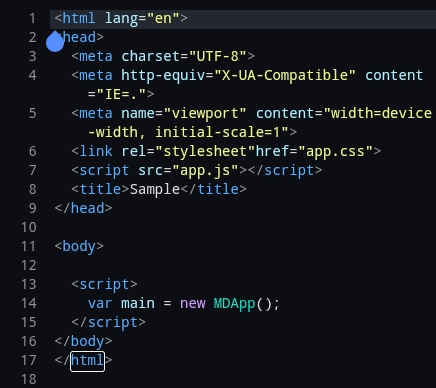 1 <html lang="en">
2 <head>
3 <meta charset="UTF-8">
4 <meta http-equiv="X-UA-Compatible" content
="IE=.">
5 <meta name="viewport" content="width=device
-width, initial-scale=1">
6 <link rel="stylesheet"href="app.css">
7 <script src="app.js"></script>
8 <title>Sample</title>
9 </head>
10
11 <body>
12
13 <script>
14 var main = new MDApp();
15 </script>
16 </body>
17 </html>
18